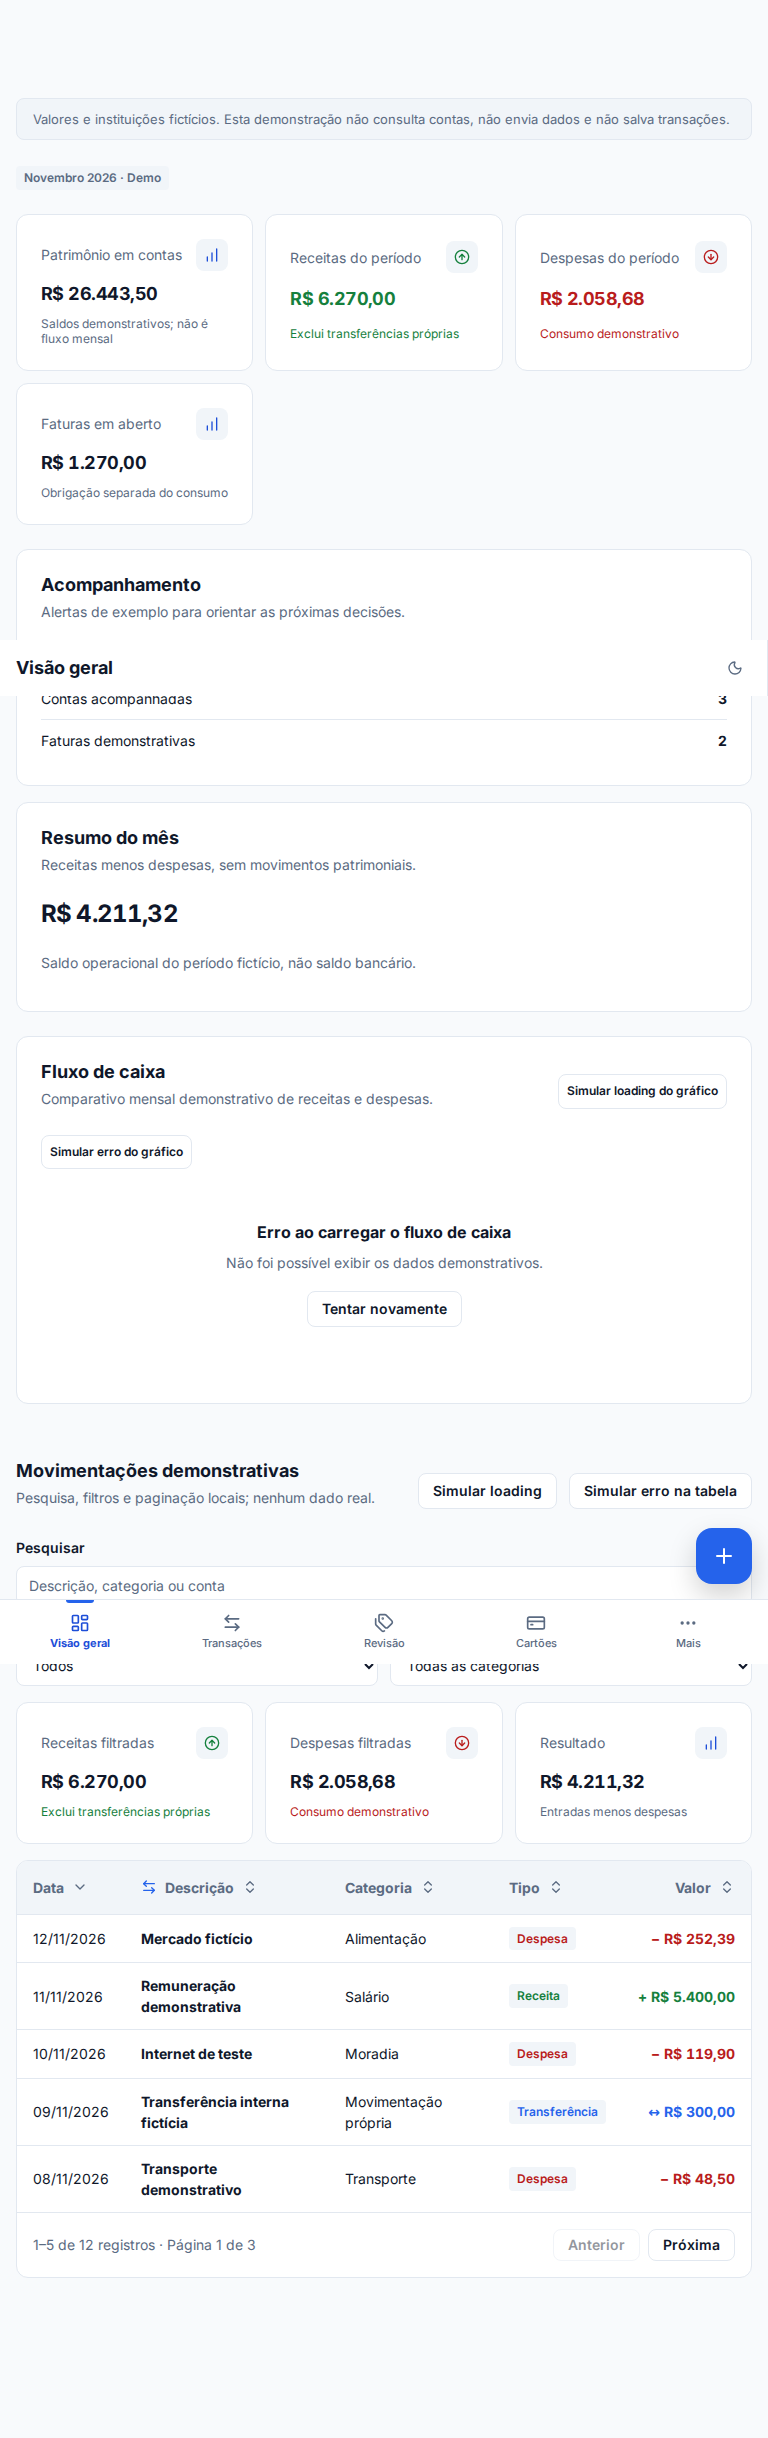 Valores e instituições fictícios. Esta demonstração não consulta contas, não envia dados e não salva transações.
Novembro 2026 · Demo
Patrimônio em contas
R$ 26.443,50
Saldos demonstrativos; não é
fluxo mensal
Receitas do período
R$ 6.270,00
Exclui transferências próprias
Despesas do período
R$ 2.058,68
Consumo demonstrativo
Faturas em aberto
R$ 1.270,00
Obrigação separada do consumo
Acompanhamento
Alertas de exemplo para orientar as próximas decisões.
Visão geral
Contas acompanhadas 3
Faturas demonstrativas 2
Resumo do mês
Receitas menos despesas, sem movimentos patrimoniais.
R$ 4.211,32
Saldo operacional do período fictício, não saldo bancário.
Fluxo de caixa
Comparativo mensal demonstrativo de receitas e despesas.
Simular loading do gráfico
Simular erro do gráfico
Erro ao carregar o fluxo de caixa
Não foi possível exibir os dados demonstrativos.
Tentar novamente
Movimentações demonstrativas
Pesquisa, filtros e paginação locais; nenhum dado real.
Simular loading
Simular erro na tabela
Pesquisar
Descrição, categoria ou conta
Visão geral
Transações
Revisão
Cartões
Mais
Todos
Todas as categorias
Receitas filtradas
R$ 6.270,00
Exclui transferências próprias
Despesas filtradas
R$ 2.058,68
Consumo demonstrativo
Resultado
R$ 4.211,32
Entradas menos despesas
Data Descrição Categoria Tipo Valor
12/11/2026 Mercado fictício Alimentação Despesa − R$ 252,39
11/11/2026 Remuneração demonstrativa Salário Receita + R$ 5.400,00
10/11/2026 Internet de teste Moradia Despesa − R$ 119,90
09/11/2026 Transferência interna fictícia Movimentação própria Transferência ↔ R$ 300,00
08/11/2026 Transporte demonstrativo Transporte Despesa − R$ 48,50
1–5 de 12 registros · Página 1 de 3
Anterior
Próxima